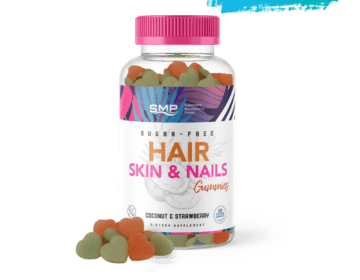 SMP
SUGAR-FREE
HAIR
SKIN & NAILS
Gummies
COCONUT & STRAWBERRY
DIETARY SUPPLEMENT